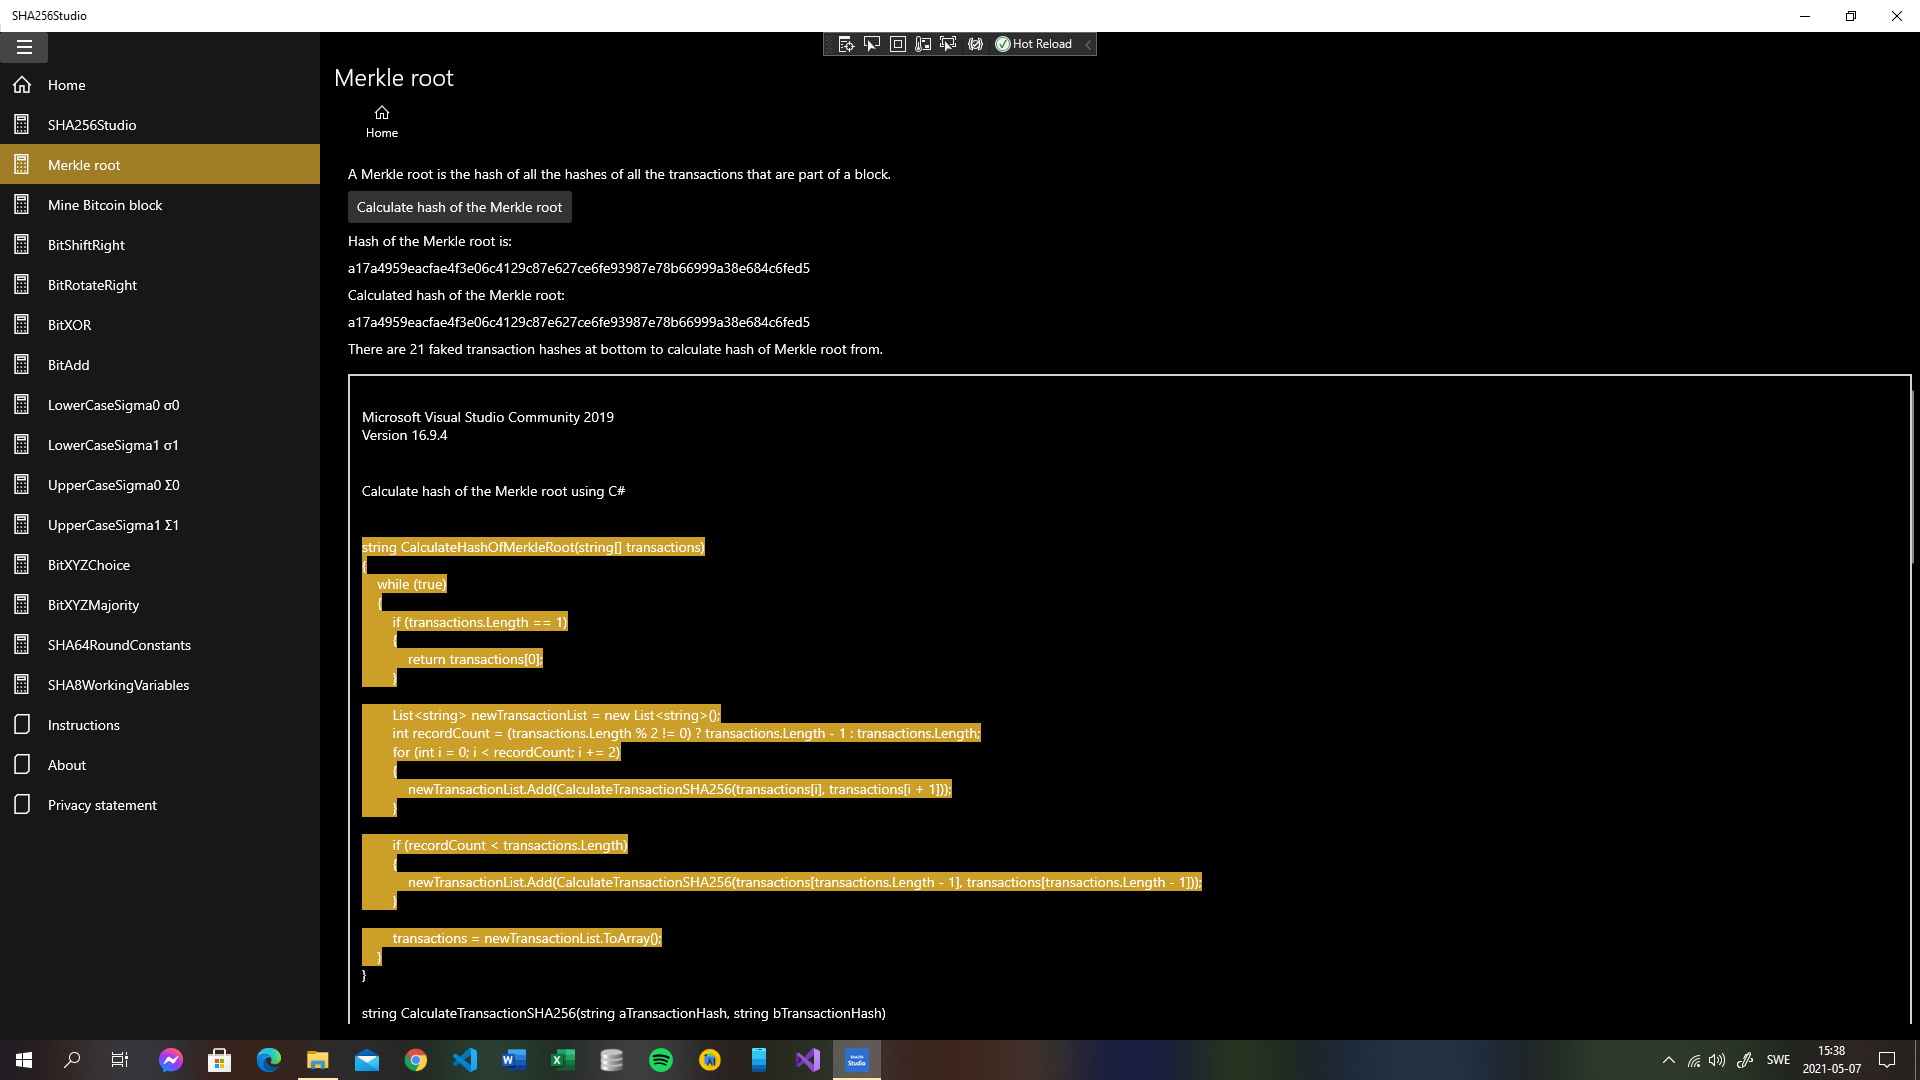 SHA256Studio
Hot Reload
Home
SHA256Studio
Merkle root
Mine Bitcoin block
BitShiftRight
BitRotateRight
BitXOR
BitAdd
LowerCaseSigma0 σ0
LowerCaseSigma1 σ1
UpperCaseSigma0 Σ0
UpperCaseSigma1 Σ1
BitXYZChoice
BitXYZMajority
SHA64RoundConstants
SHA8WorkingVariables
Instructions
About
Privacy statement
Merkle root
Home
A Merkle root is the hash of all the hashes of all the transactions that are part of a block.
Calculate hash of the Merkle root
Hash of the Merkle root is:
a17a4959eacfae4f3e06c4129c87e627ce6fe93987e78b66999a38e684c6fed5
Calculated hash of the Merkle root:
a17a4959eacfae4f3e06c4129c87e627ce6fe93987e78b66999a38e684c6fed5
There are 21 faked transaction hashes at bottom to calculate hash of Merkle root from.
Microsoft Visual Studio Community 2019
Version 16.9.4
Calculate hash of the Merkle root using C#
string CalculateHashOfMerkleRoot(string[] transactions)
{
while (true)
{
if (transactions.Length == 1)
{
return transactions[0];
}
List<string> newTransactionList = new List<string>();
int recordCount = (transactions.Length % 2 != 0) ? transactions.Length - 1 : transactions.Length;
for (int i = 0; i < recordCount; i += 2)
{
newTransactionList.Add(CalculateTransactionSHA256(transactions[i], transactions[i + 1]));
}
if (recordCount < transactions.Length)
{
newTransactionList.Add(CalculateTransactionSHA256(transactions[transactions.Length - 1], transactions[transactions.Length - 1]));
}
transactions = newTransactionList.ToArray();
}
}
string CalculateTransactionSHA256(string aTransactionHash, string bTransactionHash)
SHA256
Studio
SWE
15:38
2021-05-07